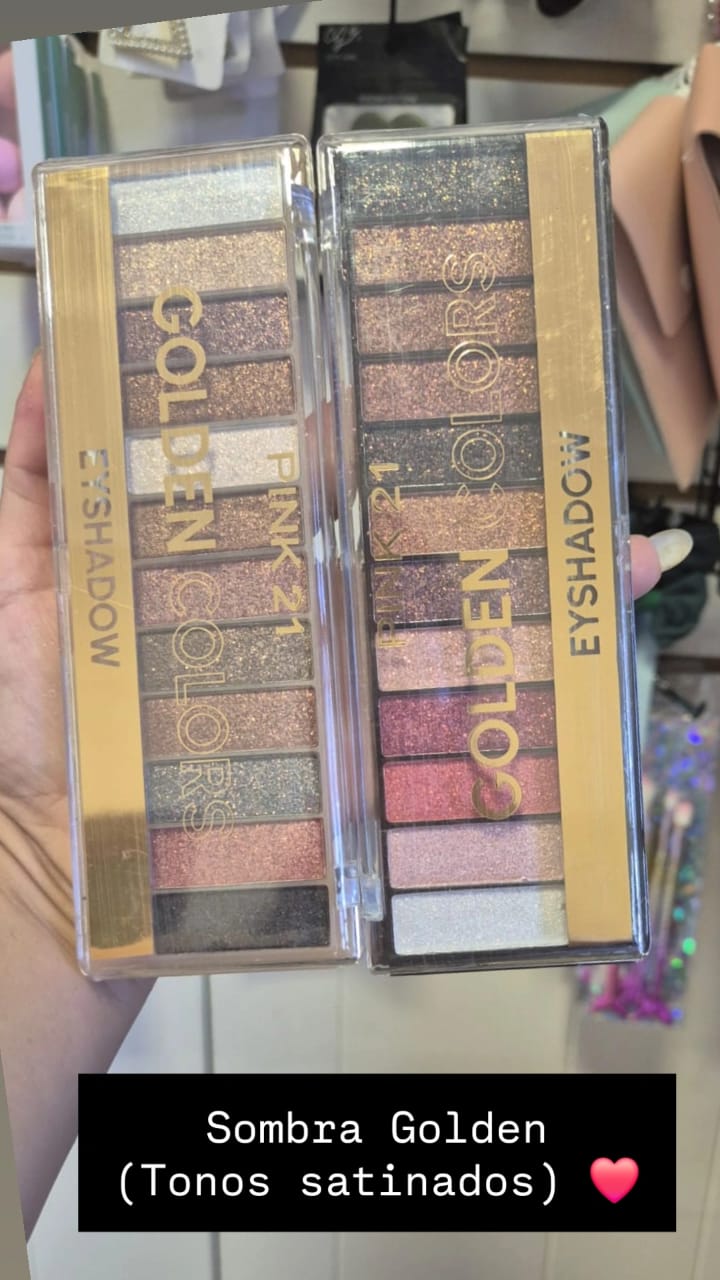 GOLDEN COLORS
PINK 21
EYSHADOW
GOLDEN COLORS
PINK 21
EYSHADOW
Sombra Golden
(Tonos satinados) ❤️